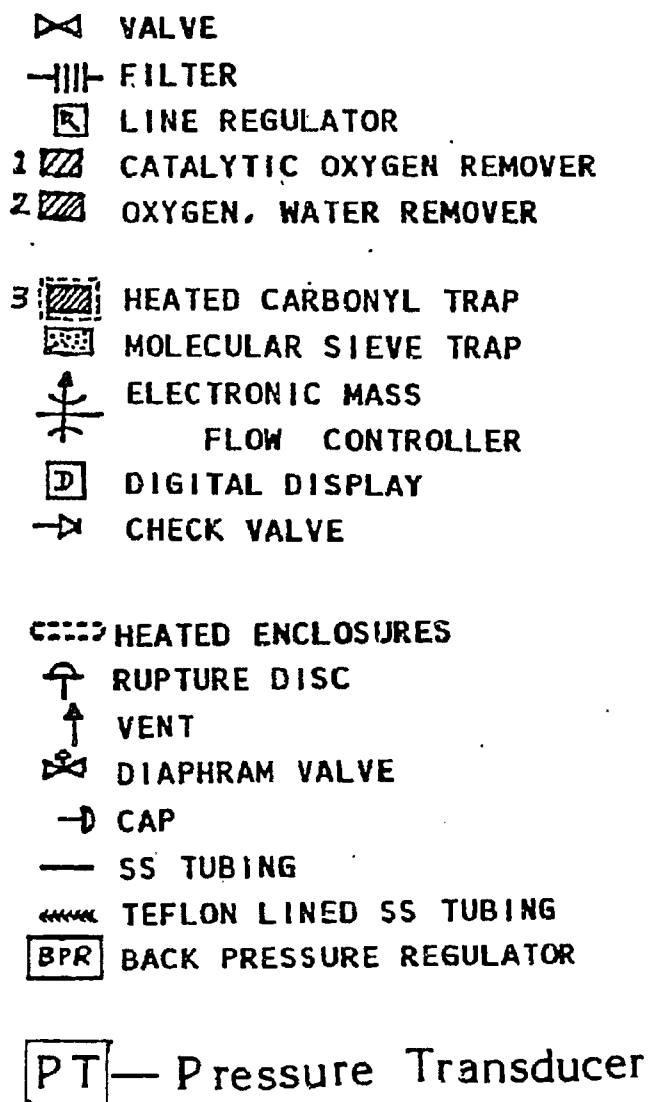 VALVE
FILTER
R LINE REGULATOR
1 CATALYTIC OXYGEN REMOVER
2 OXYGEN, WATER REMOVER
3 HEATED CARBONYL TRAP
MOLECULAR SIEVE TRAP
ELECTRONIC MASS
FLOW CONTROLLER
D DIGITAL DISPLAY
CHECK VALVE
HEATED ENCLOSURES
RUPTURE DISC
VENT
DIAPHRAM VALVE
CAP
SS TUBING
TEFLON LINED SS TUBING
BPR BACK PRESSURE REGULATOR
PT — Pressure Transducer